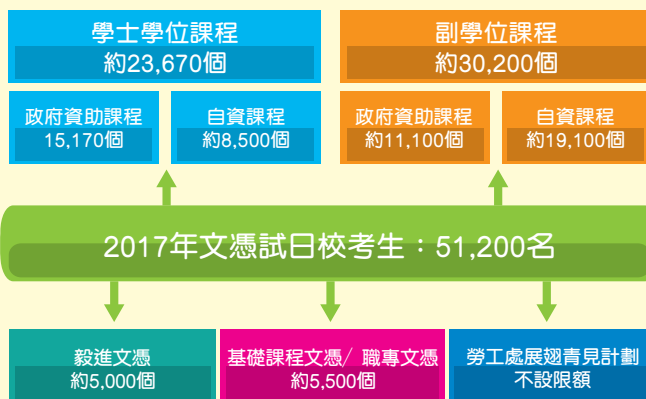 學士學位課程
約23,670個
副學位課程
約30,200個
政府資助課程
15,170個
自資課程
約8,500個
政府資助課程
約11,100個
自資課程
約19,100個
2017年文憑試日校考生：51,200名
毅進文憑
約5,000個
基礎課程文憑/ 職專文憑
約5,500個
勞工處展翅青見計劃
不設限額